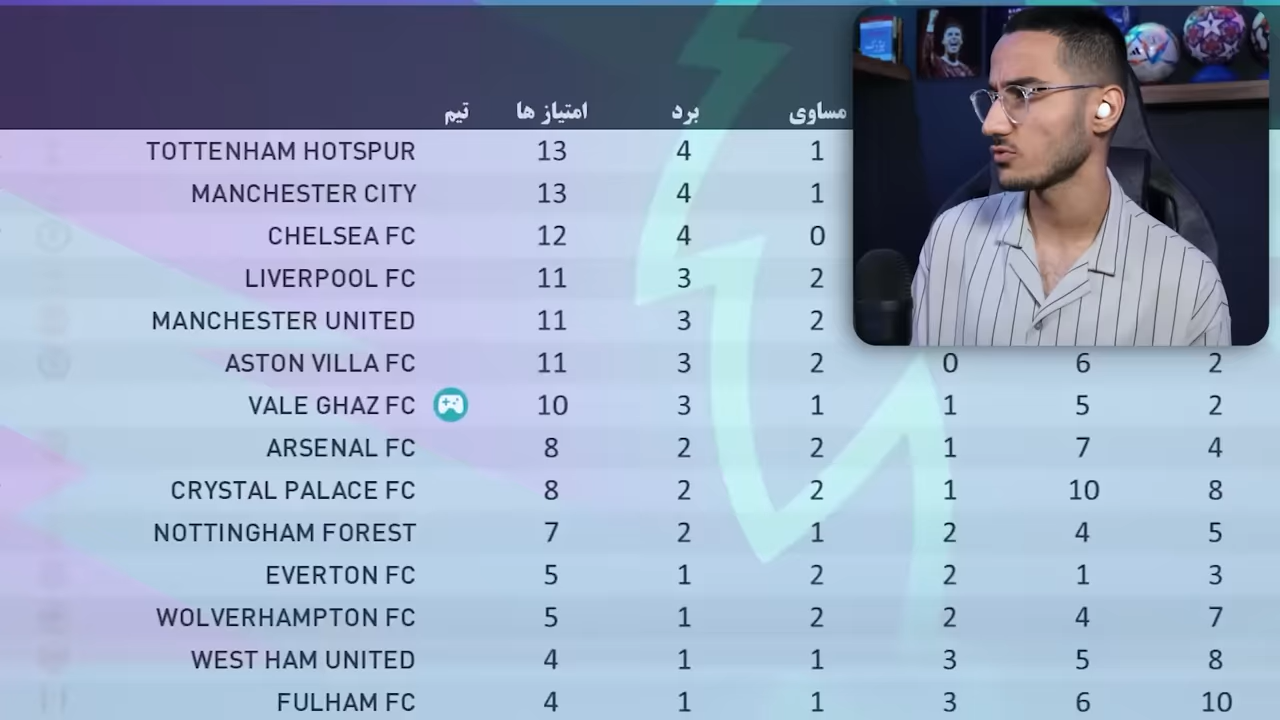 تیم امتیاز ها برد مساوی
TOTTENHAM HOTSPUR 13 4 1
MANCHESTER CITY 13 4 1
CHELSEA FC 12 4 0
LIVERPOOL FC 11 3 2
MANCHESTER UNITED 11 3 2
ASTON VILLA FC 11 3 2 0 6 2
VALE GHAZ FC 10 3 1 1 5 2
ARSENAL FC 8 2 2 1 7 4
CRYSTAL PALACE FC 8 2 2 1 10 8
NOTTINGHAM FOREST 7 2 1 2 4 5
EVERTON FC 5 1 2 2 1 3
WOLVERHAMPTON FC 5 1 2 2 4 7
WEST HAM UNITED 4 1 1 3 5 8
FULHAM FC 4 1 1 3 6 10